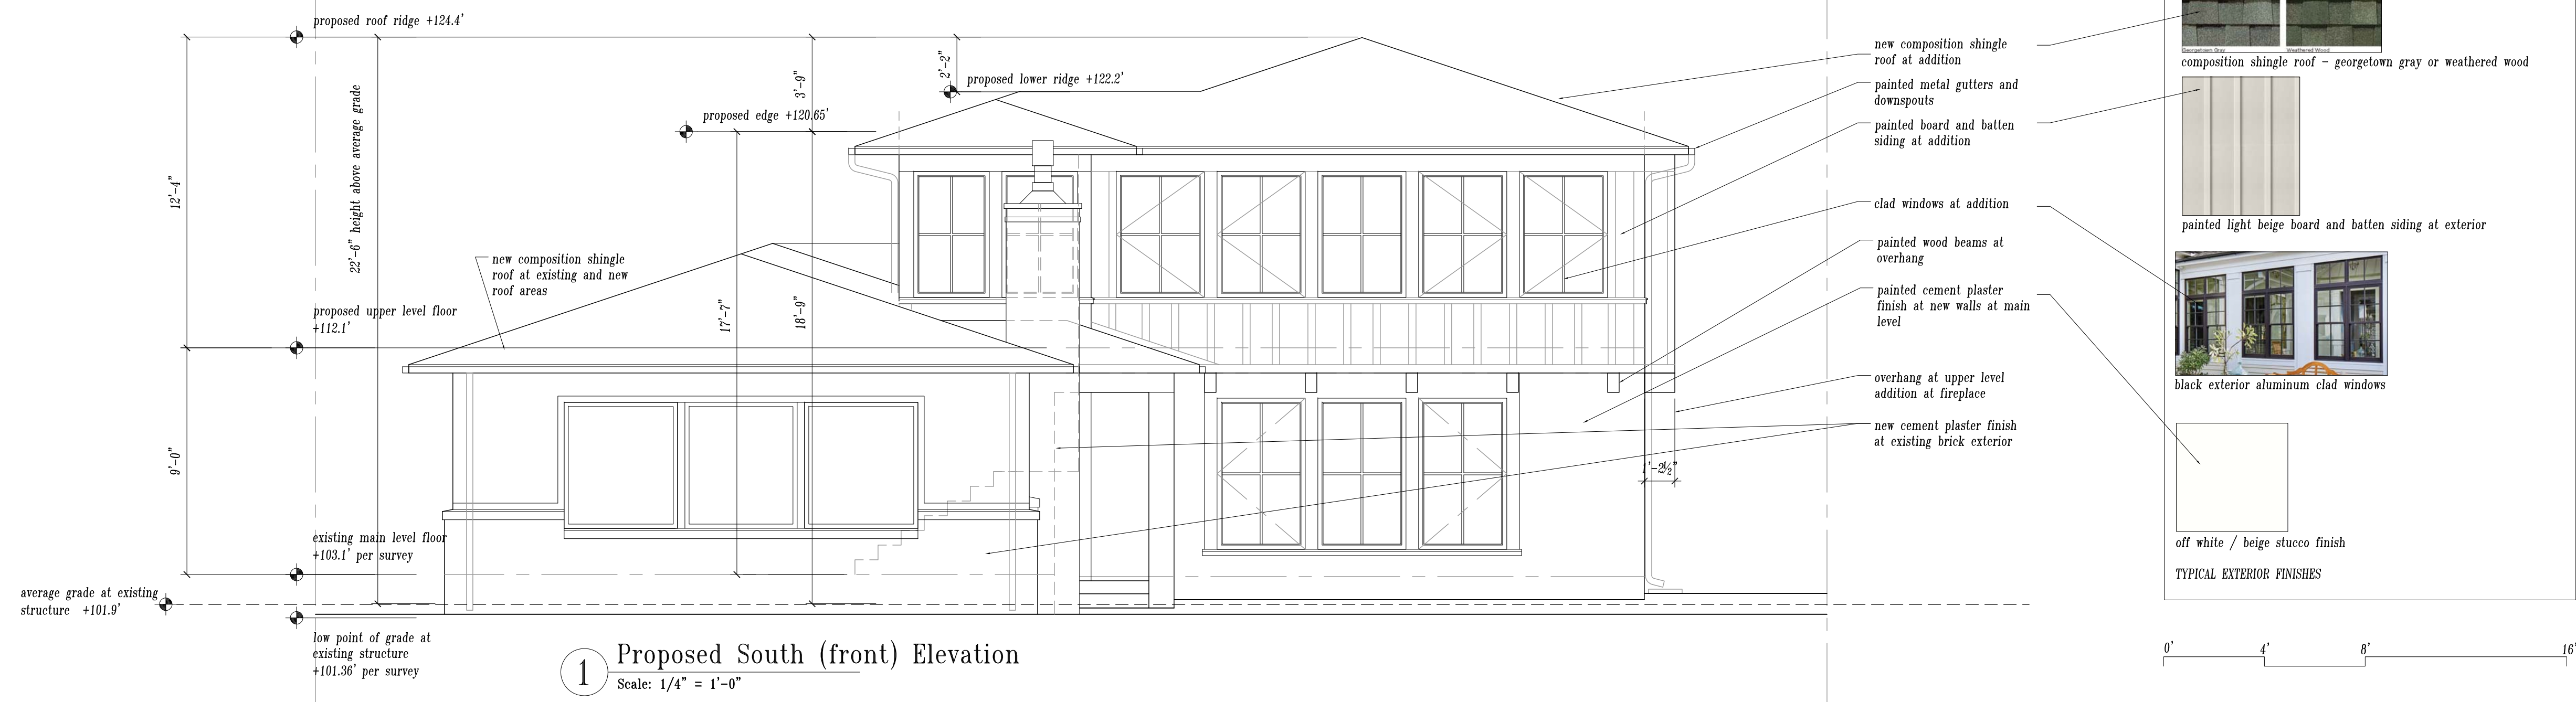 proposed roof ridge +124.4'
12'-4"
9'-0"
22'-6" height above average grade
3'-9"
2'-2"
proposed lower ridge +122.2'
proposed edge +120.65'
17'-7"
18'-9"
new composition shingle
roof at existing and new
roof areas
proposed upper level floor
+112.1'
existing main level floor
+103.1' per survey
average grade at existing
structure +101.9'
low point of grade at
existing structure
+101.36' per survey
1'-2½"
new composition shingle
roof at addition
painted metal gutters and
downspouts
painted board and batten
siding at addition
clad windows at addition
painted wood beams at
overhang
painted cement plaster
finish at new walls at main
level
overhang at upper level
addition at fireplace
new cement plaster finish
at existing brick exterior
Georgetown Gray
Weathered Wood
composition shingle roof - georgetown gray or weathered wood
painted light beige board and batten siding at exterior
black exterior aluminum clad windows
off white / beige stucco finish
TYPICAL EXTERIOR FINISHES
1
Proposed South (front) Elevation
Scale: 1/4" = 1'-0"
0' 4' 8' 16'